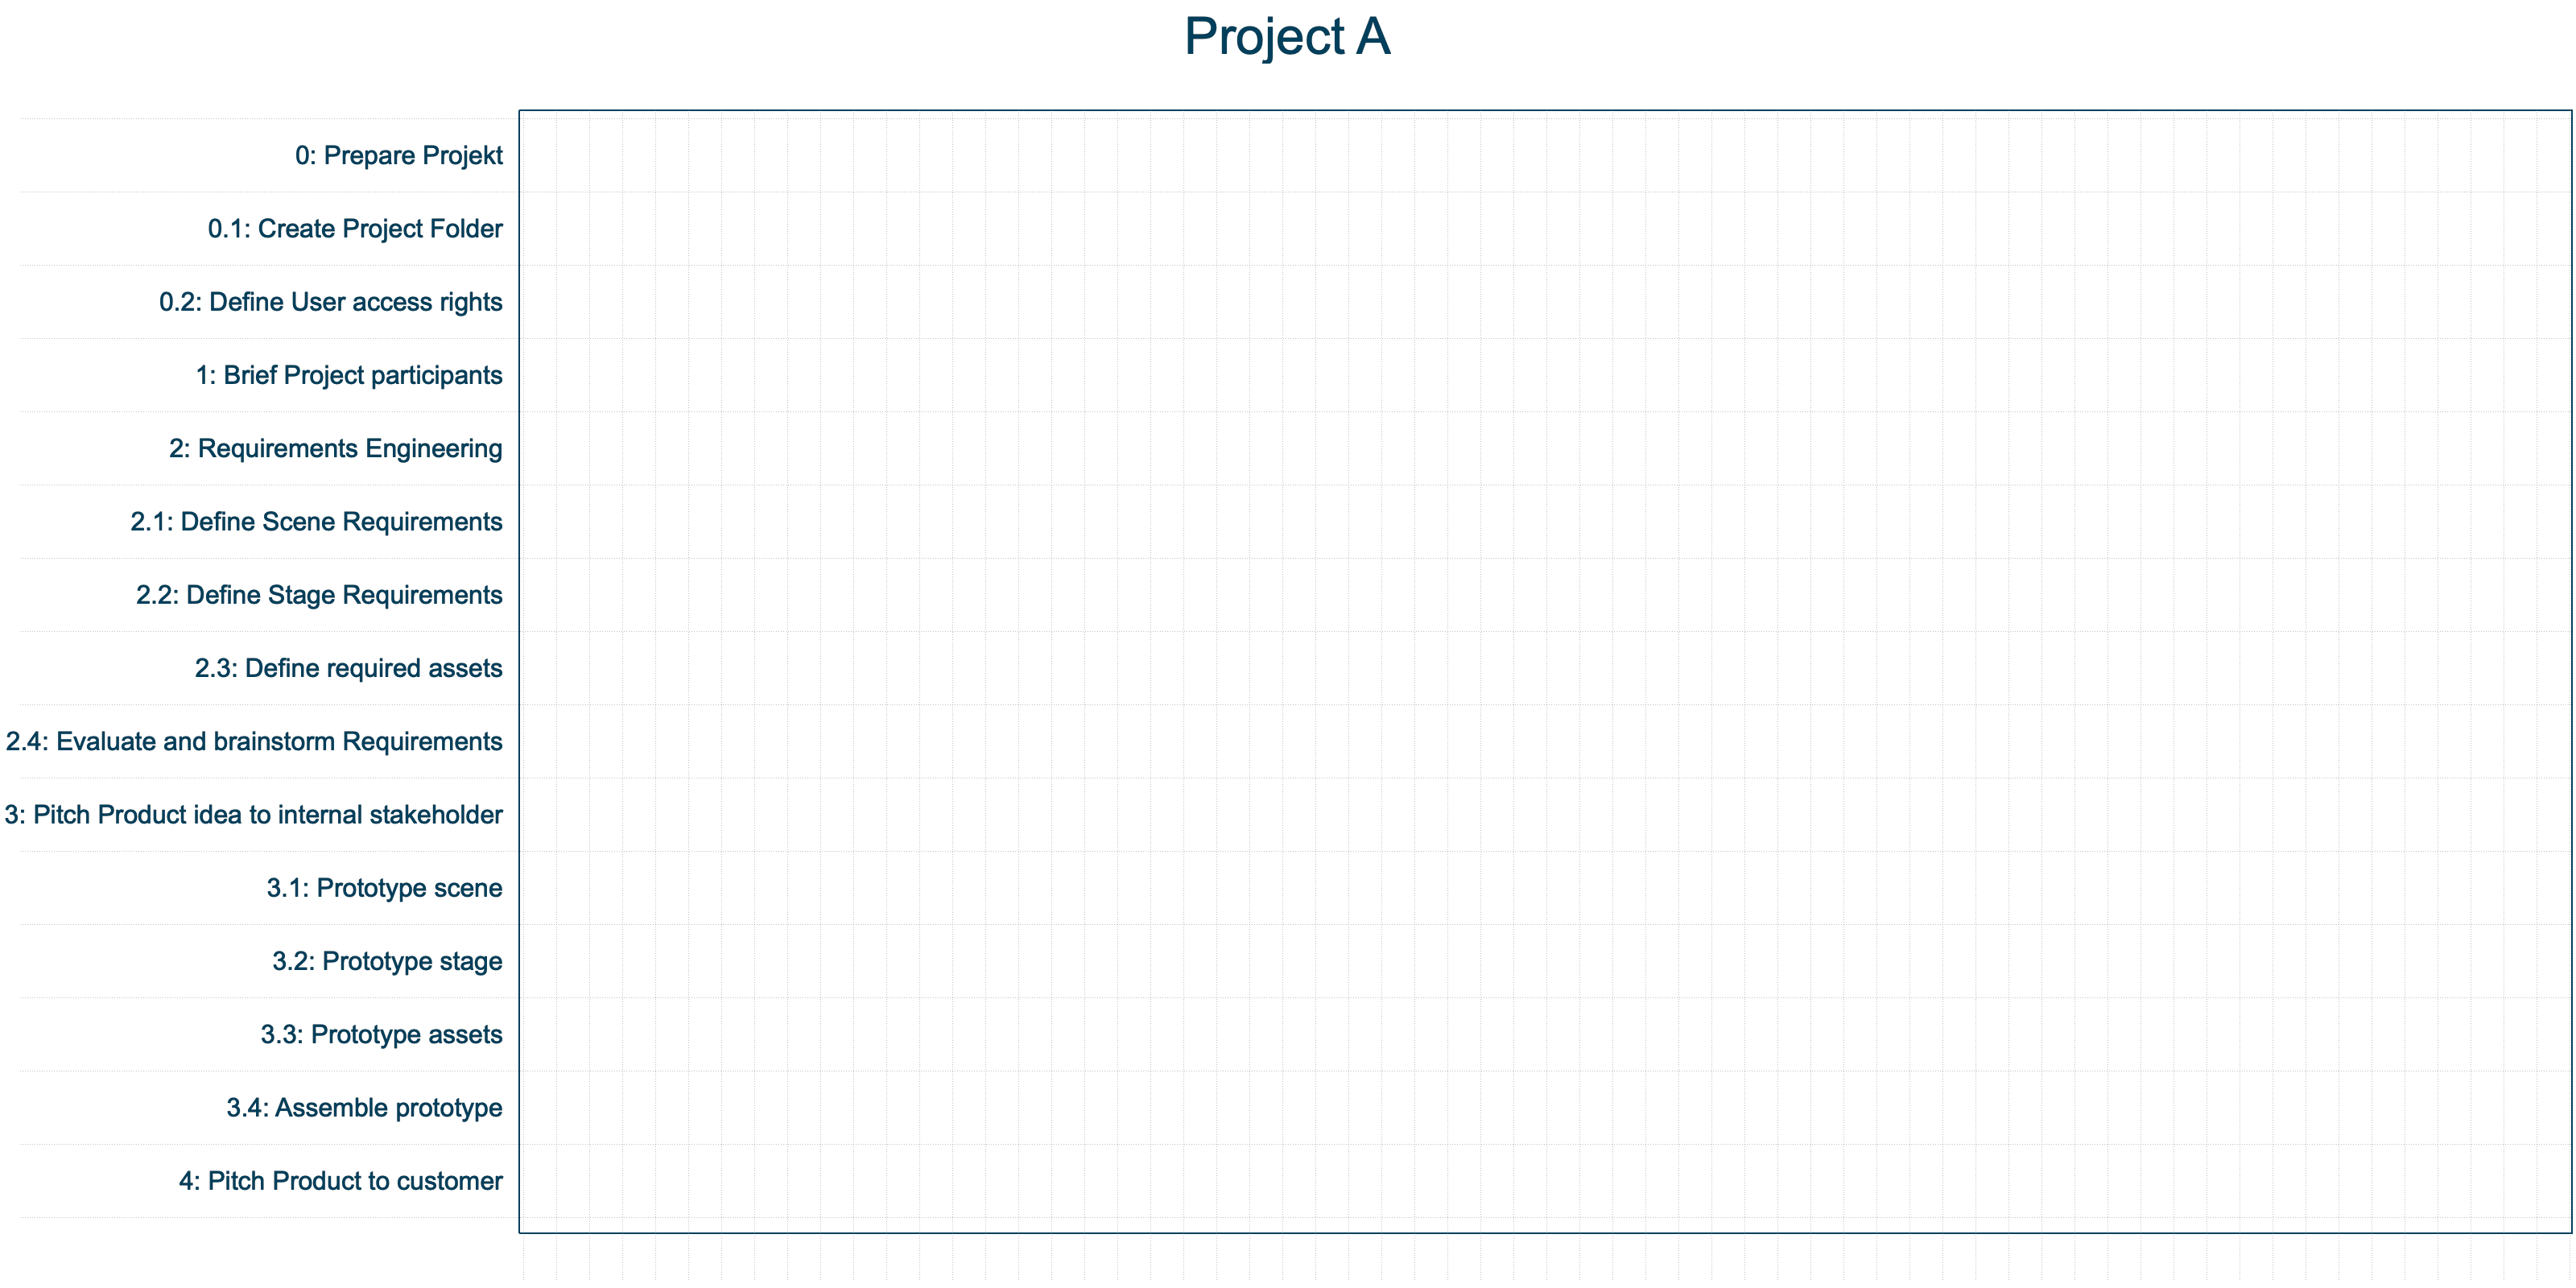 Project A
0: Prepare Projekt
0.1: Create Project Folder
0.2: Define User access rights
1: Brief Project participants
2: Requirements Engineering
2.1: Define Scene Requirements
2.2: Define Stage Requirements
2.3: Define required assets
2.4: Evaluate and brainstorm Requirements
3: Pitch Product idea to internal stakeholder
3.1: Prototype scene
3.2: Prototype stage
3.3: Prototype assets
3.4: Assemble prototype
4: Pitch Product to customer